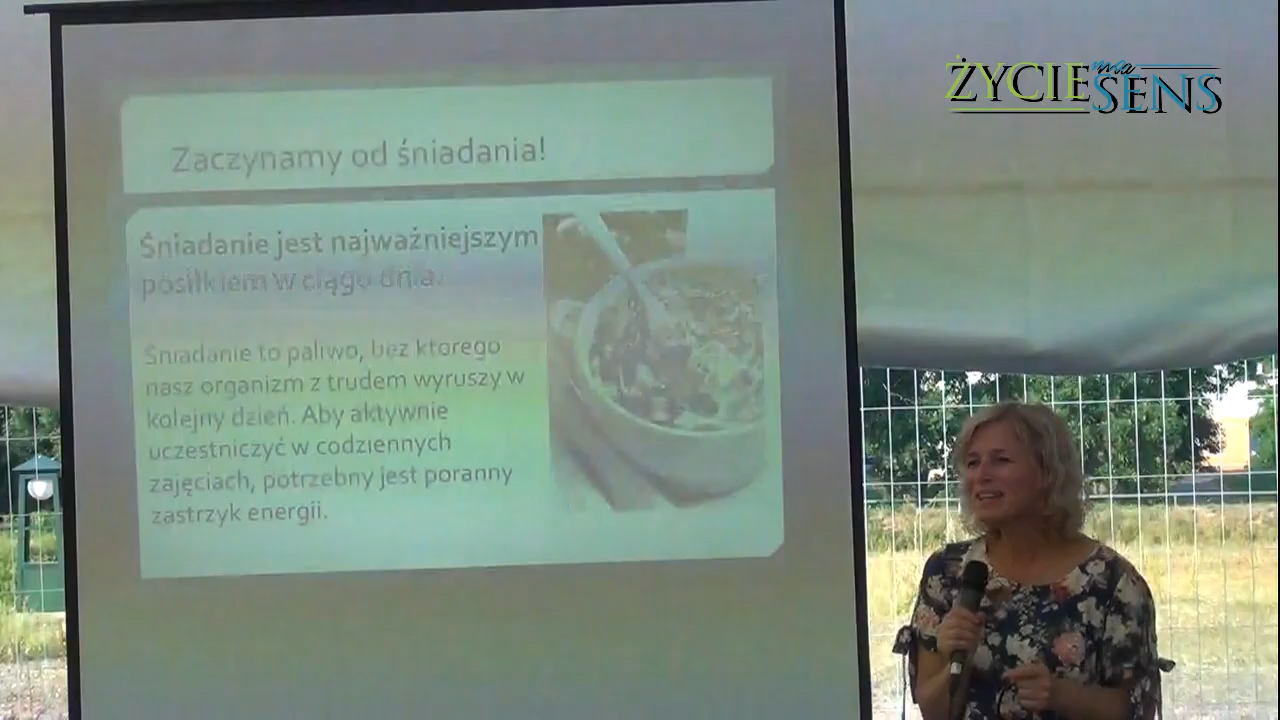 ŻYCIE ma SENS
Zaczynamy od śniadania!
Śniadanie jest najważniejszym
posiłkiem w ciągu dnia.
Śniadanie to paliwo, bez ktorego
nasz organizm z trudem wyruszy w
kolejny dzień. Aby aktywnie
uczestniczyć w codziennych
zajęciach, potrzebny jest poranny
zastrzyk energii.